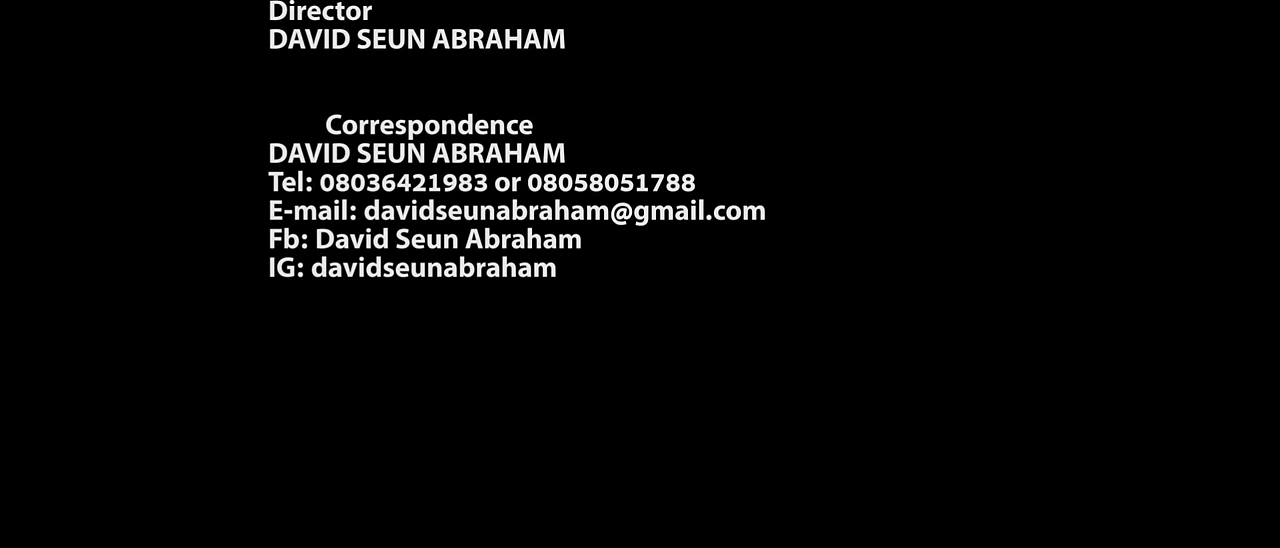 Director
DAVID SEUN ABRAHAM
Correspondence
DAVID SEUN ABRAHAM
Tel: 08036421983 or 08058051788
E-mail: davidseunabraham@gmail.com
Fb: David Seun Abraham
IG: davidseunabraham